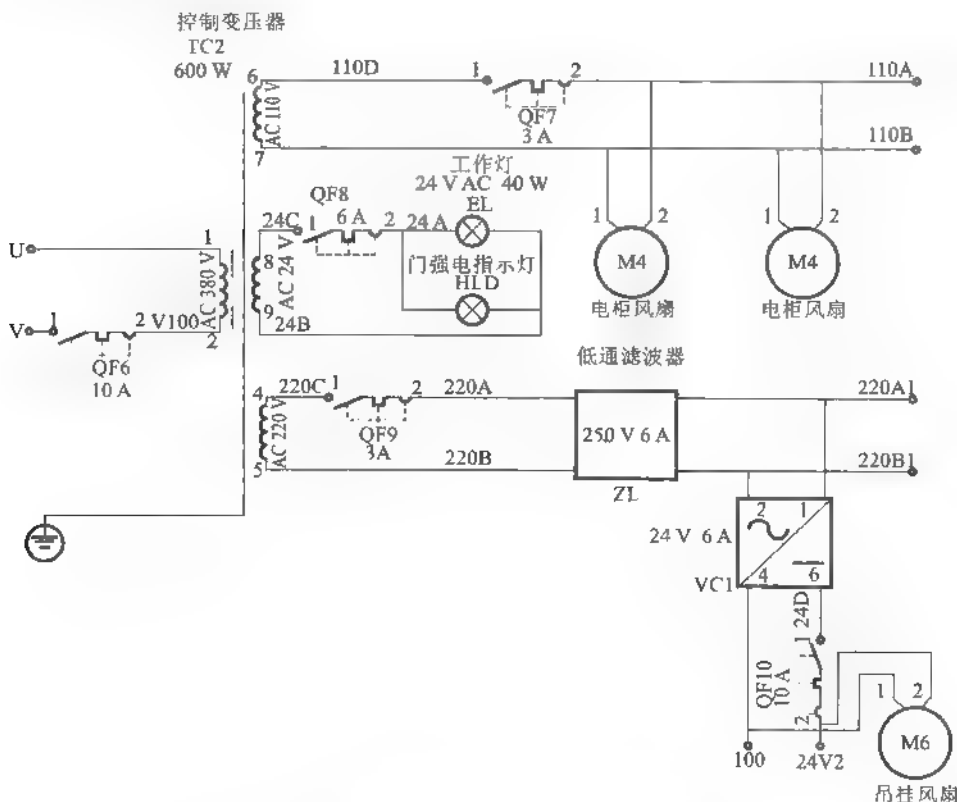 控制变压器
TC2
600 W
6
110D
1
2
110A
AC 110 V
QF7
3 A
7
110B
工作灯
24 V AC 40 W
QF8
EL
24C
1
6 A
2
24 A
1
2
1
2
U
1
8
AC 24 V
门强电指示灯
M4
M4
AC 380 V
HLD
9
电柜风扇
电柜风扇
V
1
2
V100
2
24B
QF6
10 A
低通滤波器
4
220C
1
2
220A
220A1
AC 220 V
QF9
3A
250 V 6 A
5
220B
220B1
ZL
2
1
24 V 6 A
VC1
4
6
24D
1
QF10
10 A
2
1
2
M6
100
24V2
吊挂风扇